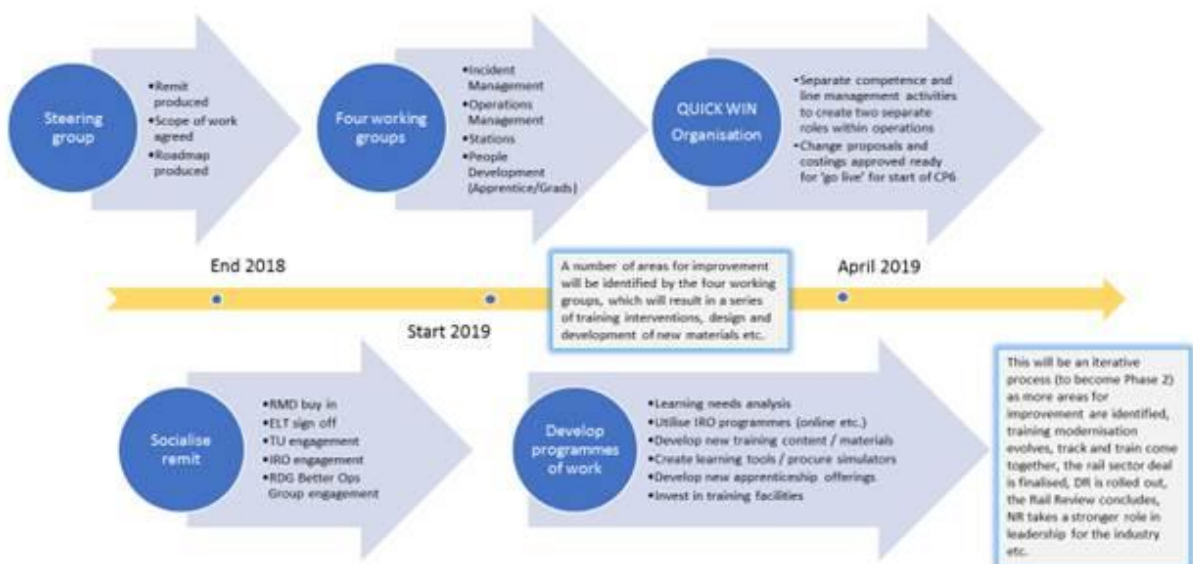 Steering
group
•Remit
produced
•Scope of work
agreed
•Roadmap
produced
Four working
groups
•Incident
Management
•Operations
Management
•Stations
•People
Development
(Apprentice/Grads)
QUICK WIN
Organisation
•Separate competence and
line management activities
to create two separate
roles within operations
•Change proposals and
costings approved ready
for 'go live' for start of CP6
End 2018
Start 2019
A number of areas for improvement
will be identified by the four working
groups, which will result in a series
of training interventions, design and
development of new materials etc.
April 2019
Socialise
remit
•RMD buy in
•ELT sign off
•TU engagement
•IRO engagement
•RDG Better Ops
Group engagement
Develop
programmes
of work
•Learning needs analysis
•Utilise IRO programmes (online etc.)
•Develop new training content / materials
•Create learning tools / procure simulators
•Develop new apprenticeship offerings
•Invest in training facilities
This will be an iterative
process (to become Phase 2)
as more areas for
improvement are identified,
training modernisation
evolves, track and train come
together, the rail sector deal
is finalised, DR is rolled out,
the Rail Review concludes,
NR takes a stronger role in
leadership for the industry
etc.